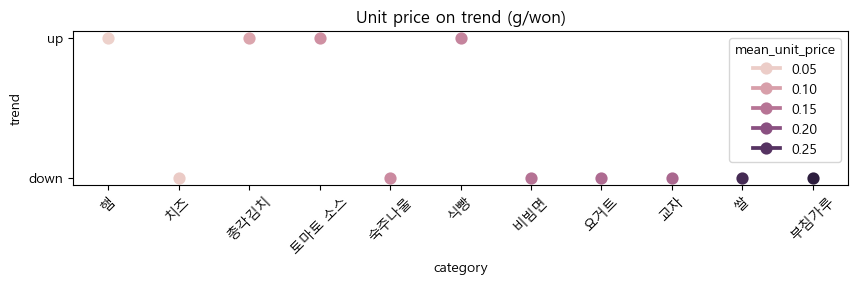 Unit price on trend (g/won)
trend
up
down
mean_unit_price
0.05
0.10
0.15
0.20
0.25
햄
치즈
총각김치
토마토 소스
숙주나물
식빵
비빔면
요거트
교자
쌀
부침가루
category